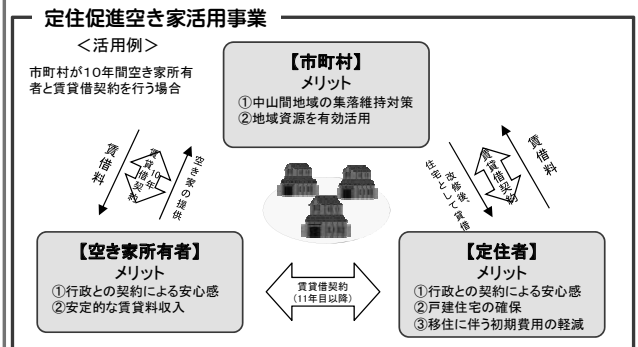 定住促進空き家活用事業
＜活用例＞
市町村が１０年間空き家所有
者と賃貸借契約を行う場合
【市町村】
メリット
①中山間地域の集落維持対策
②地域資源を有効活用
賃借料
10年
賃貸借契約
空き家の提供
改修後、
住宅として貸借
賃貸借契約
賃借料
【空き家所有者】
メリット
①行政との契約による安心感
②安定的な賃貸料収入
賃貸借契約
(11年目以降)
【定住者】
メリット
①行政との契約による安心感
②戸建住宅の確保
③移住に伴う初期費用の軽減